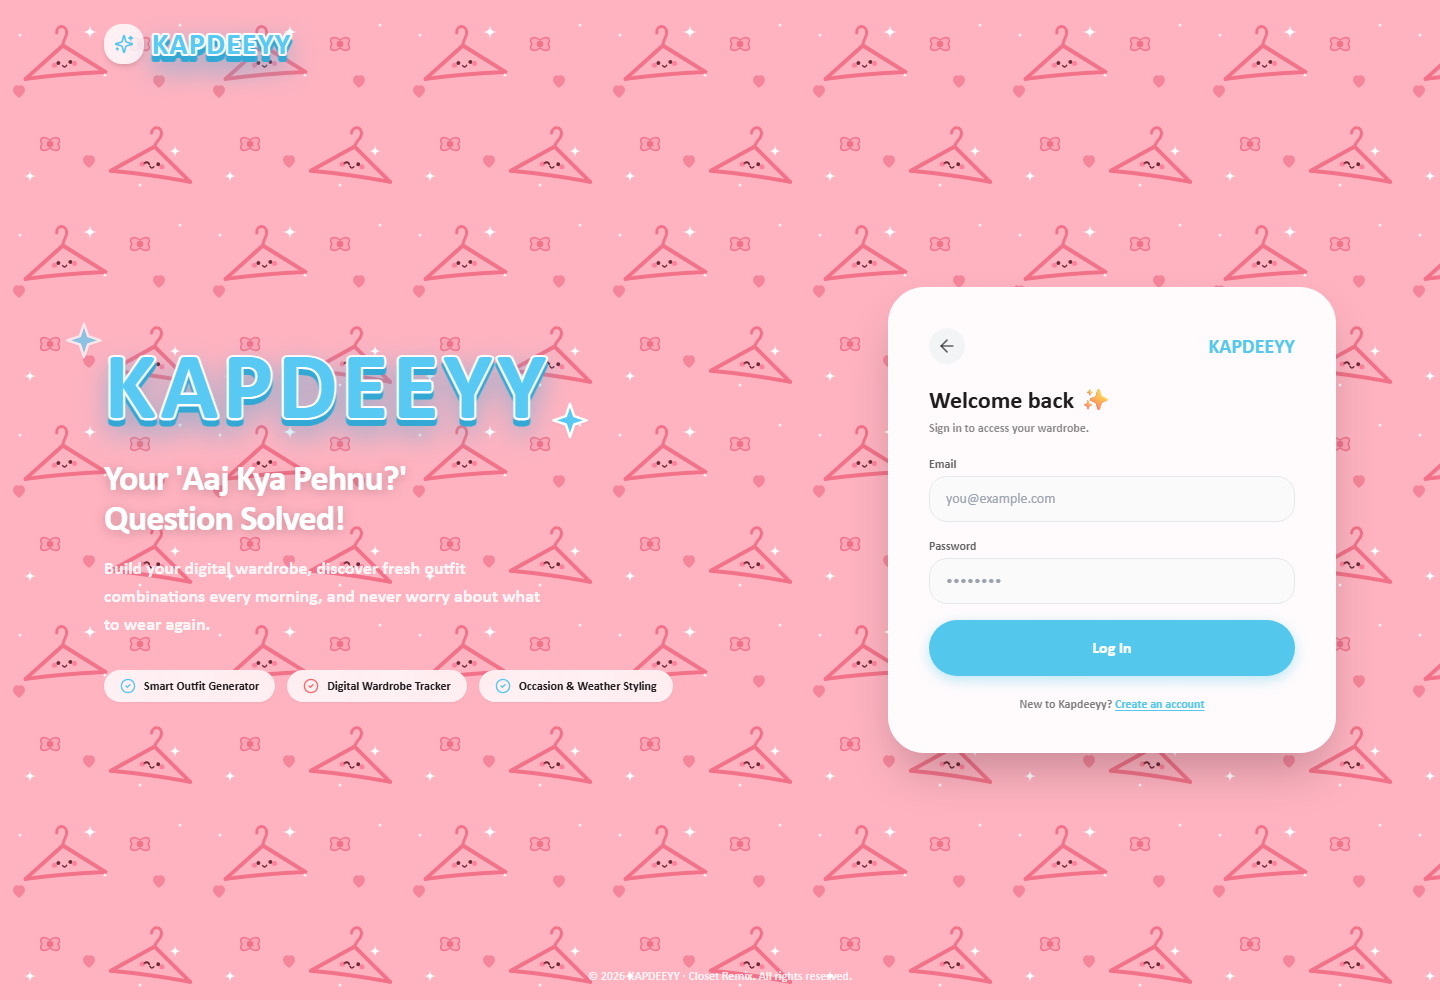 KAPDEEYY
KAPDEEYY
Your 'Aaj Kya Pehnu?'
Question Solved!
Build your digital wardrobe, discover fresh outfit
combinations every morning, and never worry about what
to wear again.
Smart Outfit Generator
Digital Wardrobe Tracker
Occasion & Weather Styling
KAPDEEYY
Welcome back ✨
Sign in to access your wardrobe.
Email
you@example.com
Password
••••••••
Log In
New to Kapdeeyy? Create an account
© 2026 KAPDEEYY · Closet Remix. All rights reserved.